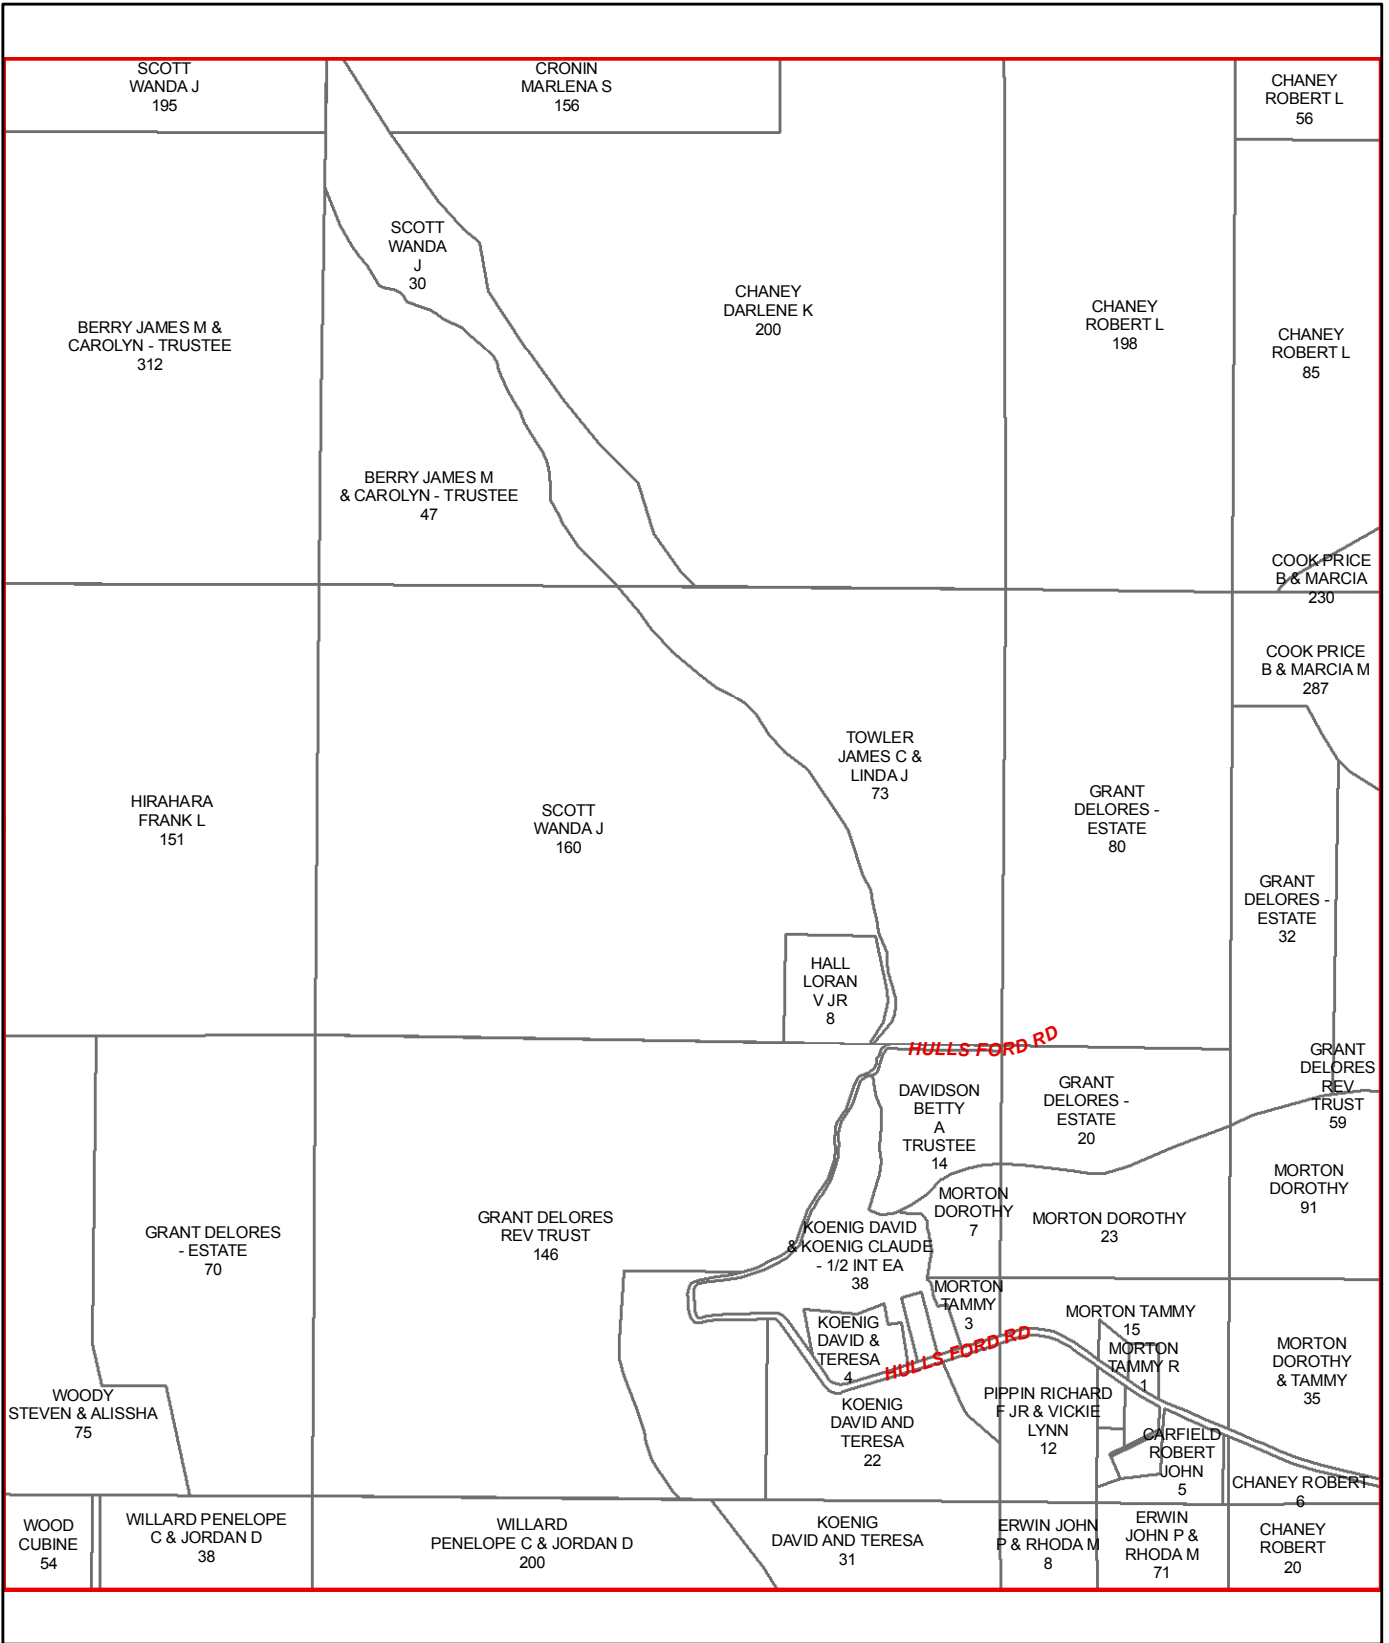 SCOTT
WANDA J
195
CRONIN
MARLENA S
156
CHANEY
ROBERT L
56
SCOTT
WANDA
J
30
CHANEY
DARLENE K
200
CHANEY
ROBERT L
198
BERRY JAMES M &
CAROLYN - TRUSTEE
312
CHANEY
ROBERT L
85
BERRY JAMES M
& CAROLYN - TRUSTEE
47
COOK PRICE
B & MARCIA
230
COOK PRICE
B & MARCIA M
287
TOWLER
JAMES C &
LINDA J
73
HIRAHARA
FRANK L
151
SCOTT
WANDA J
160
GRANT
DELORES -
ESTATE
80
GRANT
DELORES -
ESTATE
32
HALL
LORAN
V JR
8
HULLS FORD RD
GRANT
DELORES
REV
TRUST
59
DAVIDSON
BETTY
A
TRUSTEE
14
GRANT
DELORES -
ESTATE
20
MORTON
DOROTHY
91
MORTON
DOROTHY
7
MORTON DOROTHY
23
GRANT DELORES
- ESTATE
70
GRANT DELORES
REV TRUST
146
KOENIG DAVID
& KOENIG CLAUDE
- 1/2 INT EA
38
MORTON
TAMMY
3
MORTON TAMMY
15
KOENIG
DAVID &
TERESA
4
HULLS FORD RD
MORTON
TAMMY R
1
MORTON
DOROTHY
& TAMMY
35
WOODY
STEVEN & ALISSHA
75
KOENIG
DAVID AND
TERESA
22
PIPPIN RICHARD
F JR & VICKIE
LYNN
12
CARFIELD
ROBERT
JOHN
5
CHANEY ROBERT
6
WOOD
CUBINE
54
WILLARD PENELOPE
C & JORDAN D
38
WILLARD
PENELOPE C & JORDAN D
200
KOENIG
DAVID AND TERESA
31
ERWIN JOHN
P & RHODA M
8
ERWIN
JOHN P &
RHODA M
71
CHANEY
ROBERT
20